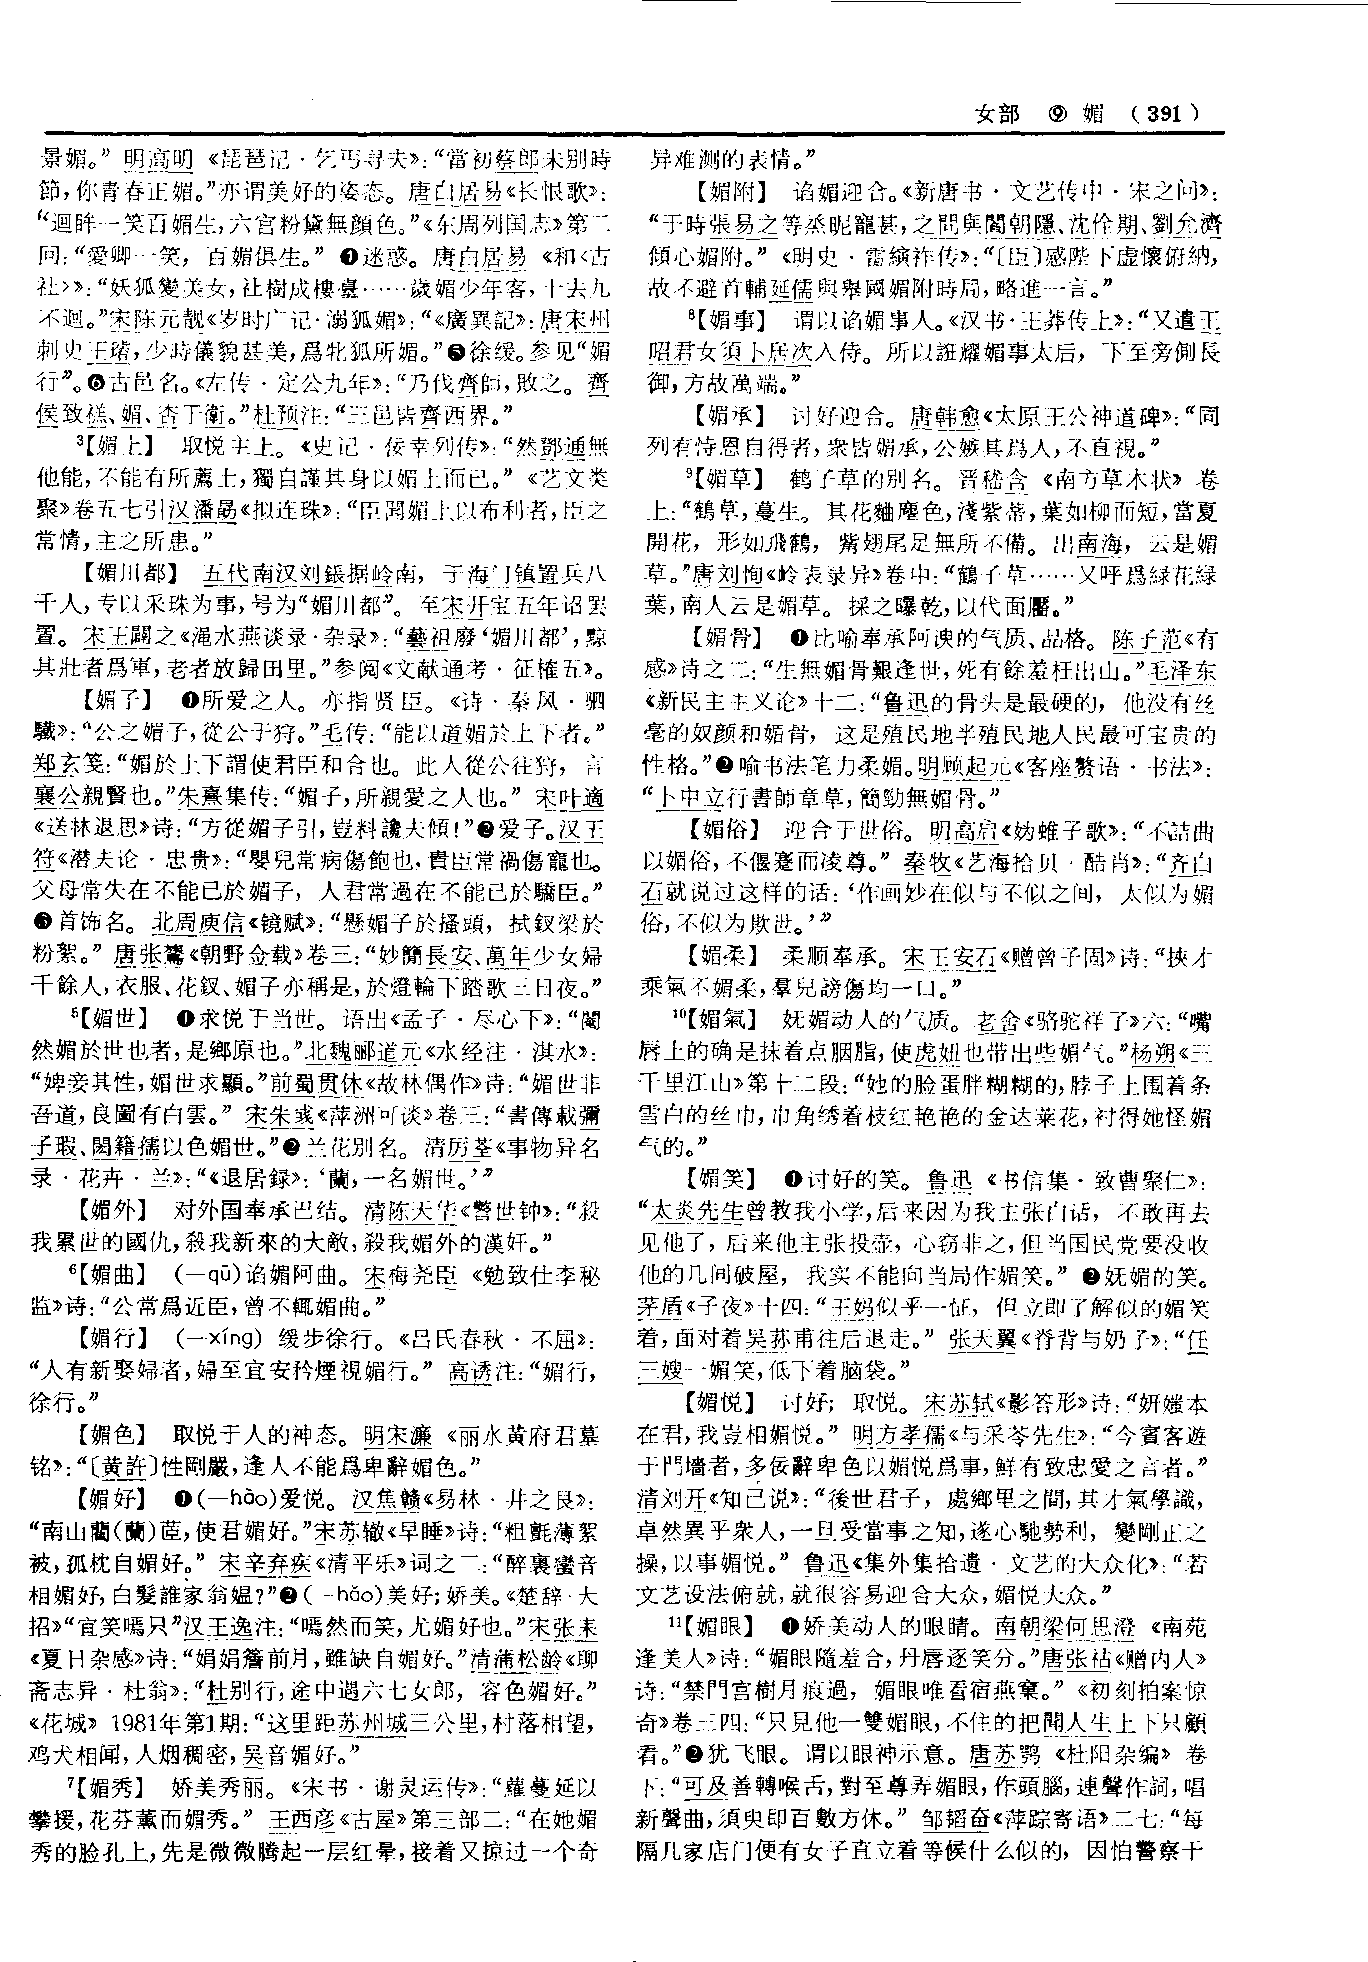 女部 ⑨ 媚 （391）
景媚。”明高明《琵琶记·乞丐寻夫》：“當初蔡郎未别時
節，你青春正媚。”亦谓美好的姿态。唐白居易《长恨歌》：
“迴眸一笑百媚生，六宫粉黛無顔色。”《东周列国志》第二
回：“愛卿一笑，百媚俱生。”❹迷惑。唐白居易《和〈古
社〉》：“妖狐變美女，社樹成樓臺……歲媚少年客，十去九
不迴。”宋陈元靓《岁时广记·溺狐媚》：“《廣異記》：唐宋州
刺史王璿，少時儀貌甚美，爲牝狐所媚。”❺徐缓。参见“媚
行”。❻古邑名。《左传·定公九年》：“乃伐齊師，敗之。齊
侯致禚、媚、杏于衛。”杜预注：“三邑皆齊西界。”
³【媚上】 取悦主上。《史记·佞幸列传》：“然鄧通無
他能，不能有所薦士，獨自謹其身以媚上而已。”《艺文类
聚》卷五七引汉潘勗《拟连珠》：“臣聞媚上以布利者，臣之
常情，主之所患。”
【媚川都】 五代南汉刘鋹据岭南，于海门镇置兵八
千人，专以采珠为事，号为“媚川都”。至宋开宝五年诏罢
置。宋王闢之《渑水燕谈录·杂录》：“藝祖廢‘媚川都’，黥
其壯者爲軍，老者放歸田里。”参阅《文献通考·征榷五》。
【媚子】 ❶所爱之人。亦指贤臣。《诗·秦风·驷
驖》：“公之媚子，從公于狩。”毛传：“能以道媚於上下者。”
郑玄笺：“媚於上下謂使君臣和合也。此人從公往狩，言
襄公親賢也。”朱熹集传：“媚子，所親愛之人也。”宋叶適
《送林退思》诗：“方從媚子引，豈料讒夫傾！”❷爱子。汉王
符《潜夫论·忠贵》：“嬰兒常病傷飽也，貴臣常禍傷寵也。
父母常失在不能已於媚子，人君常過在不能已於驕臣。”
❸首饰名。北周庾信《镜赋》：“懸媚子於搔頭，拭釵梁於
粉絮。”唐张鷟《朝野佥载》卷三：“妙簡長安、萬年少女婦
千餘人，衣服、花釵、媚子亦稱是，於燈輪下踏歌三日夜。”
⁵【媚世】 ❶求悦于当世。语出《孟子·尽心下》：“閹
然媚於世也者，是鄉原也。”北魏郦道元《水经注·淇水》：
“婞妾其性，媚世求顯。”前蜀贯休《故林偶作》诗：“媚世非
吾道，良圖有白雲。”宋朱彧《萍洲可谈》卷三：“書傳載彌
子瑕、閎籍孺以色媚世。”❷兰花别名。清厉荃《事物异名
录·花卉·兰》：“《退居録》：‘蘭，一名媚世。’”
【媚外】 对外国奉承巴结。清陈天华《警世钟》：“殺
我累世的國仇，殺我新來的大敵，殺我媚外的漢奸。”
⁶【媚曲】 （—qū）谄媚阿曲。宋梅尧臣《勉致仕李秘
监》诗：“公常爲近臣，曾不輒媚曲。”
【媚行】 （—xíng）缓步徐行。《吕氏春秋·不屈》：
“人有新娶婦者，婦至宜安矜煙視媚行。”高诱注：“媚行，
徐行。”
【媚色】 取悦于人的神态。明宋濂《丽水黄府君墓
铭》：“〔黄許〕性剛嚴，逢人不能爲卑辭媚色。”
【媚好】 ❶（—hào）爱悦。汉焦赣《易林·井之艮》：
“南山藺（蘭）茝，使君媚好。”宋苏辙《早睡》诗：“粗氈薄絮
被，孤枕自媚好。”宋辛弃疾《清平乐》词之二：“醉裏蠻音
相媚好，白髮誰家翁媪？”❷（—hǎo）美好；娇美。《楚辞·大
招》“宜笑嘕只”汉王逸注：“嘕然而笑，尤媚好也。”宋张耒
《夏日杂感》诗：“娟娟簷前月，雖缺自媚好。”清蒲松龄《聊
斋志异·杜翁》：“杜别行，途中遇六七女郎，容色媚好。”
《花城》1981年第1期：“这里距苏州城三公里，村落相望，
鸡犬相闻，人烟稠密，吴音媚好。”
⁷【媚秀】 娇美秀丽。《宋书·谢灵运传》：“蘿蔓延以
攀援，花芬薰而媚秀。”王西彦《古屋》第三部二：“在她媚
秀的脸孔上，先是微微腾起一层红晕，接着又掠过一个奇
异难测的表情。”
【媚附】 谄媚迎合。《新唐书·文艺传中·宋之问》：
“于時張易之等烝昵寵甚，之問與閻朝隱、沈佺期、劉允濟
傾心媚附。”《明史·雷縯祚传》：“〔臣〕感陛下虚懷俯納，
故不避首輔延儒與舉國媚附時局，略進一言。”
⁸【媚事】 谓以谄媚事人。《汉书·王莽传上》：“又遣王
昭君女須卜居次入侍。所以誑耀媚事太后，下至旁側長
御，方故萬端。”
【媚承】 讨好迎合。唐韩愈《太原王公神道碑》：“同
列有恃恩自得者，衆皆媚承，公嫉其爲人，不直視。”
⁹【媚草】 鹤子草的别名。晋嵇含《南方草木状》卷
上：“鶴草，蔓生。其花麯塵色，淺紫蒂，葉如柳而短，當夏
開花，形如飛鶴，觜翅尾足無所不備。出南海，云是媚
草。”唐刘恂《岭表录异》卷中：“鶴子草……又呼爲緑花緑
葉，南人云是媚草。採之曝乾，以代面靨。”
【媚骨】 ❶比喻奉承阿谀的气质、品格。陈子范《有
感》诗之二：“生無媚骨艱逢世，死有餘羞枉出山。”毛泽东
《新民主主义论》十二：“鲁迅的骨头是最硬的，他没有丝
毫的奴颜和媚骨，这是殖民地半殖民地人民最可宝贵的
性格。”❷喻书法笔力柔媚。明顾起元《客座赘语·书法》：
“卜中立行書師章草，簡勁無媚骨。”
【媚俗】 迎合于世俗。明高启《妫蜼子歌》：“不詰曲
以媚俗，不偃蹇而凌尊。”秦牧《艺海拾贝·酷肖》：“齐白
石就说过这样的话：‘作画妙在似与不似之间，太似为媚
俗，不似为欺世。’”
【媚柔】 柔顺奉承。宋王安石《赠曾子固》诗：“挾才
乘氣不媚柔，羣兒謗傷均一口。”
¹⁰【媚氣】 妩媚动人的气质。老舍《骆驼祥子》六：“嘴
唇上的确是抹着点胭脂，使虎妞也带出些媚气。”杨朔《三
千里江山》第十二段：“她的脸蛋胖糊糊的，脖子上围着条
雪白的丝巾，巾角绣着枝红艳艳的金达莱花，衬得她怪媚
气的。”
【媚笑】 ❶讨好的笑。鲁迅《书信集·致曹聚仁》：
“太炎先生曾教我小学，后来因为我主张白话，不敢再去
见他了，后来他主张投壶，心窃非之，但当国民党要没收
他的几间破屋，我实不能向当局作媚笑。”❷妩媚的笑。
茅盾《子夜》十四：“王妈似乎一怔，但立即了解似的媚笑
着，面对着吴荪甫往后退走。”张天翼《脊背与奶子》：“任
三嫂一媚笑，低下着脑袋。”
【媚悦】 讨好；取悦。宋苏轼《影答形》诗：“妍媸本
在君，我豈相媚悦。”明方孝孺《与采苓先生》：“今賓客遊
于門墻者，多佞辭卑色以媚悦爲事，鮮有致忠愛之言者。”
清刘开《知己说》：“後世君子，處鄉里之間，其才氣學識，
卓然異乎衆人，一旦受當事之知，遂心馳勢利，變剛正之
操，以事媚悦。”鲁迅《集外集拾遗·文艺的大众化》：“若
文艺设法俯就，就很容易迎合大众，媚悦大众。”
¹¹【媚眼】 ❶娇美动人的眼睛。南朝梁何思澄《南苑
逢美人》诗：“媚眼隨羞合，丹唇逐笑分。”唐张祜《赠内人》
诗：“禁門宫樹月痕過，媚眼唯看宿燕窠。”《初刻拍案惊
奇》卷三四：“只見他一雙媚眼，不住的把聞人生上下只顧
看。”❷犹飞眼。谓以眼神示意。唐苏鹗《杜阳杂编》卷
下：“可及善轉喉舌，對至尊弄媚眼，作頭腦，連聲作詞，唱
新聲曲，須臾即百數方休。”邹韬奋《萍踪寄语》二七：“每
隔几家店门便有女子直立着等候什么似的，因怕警察干